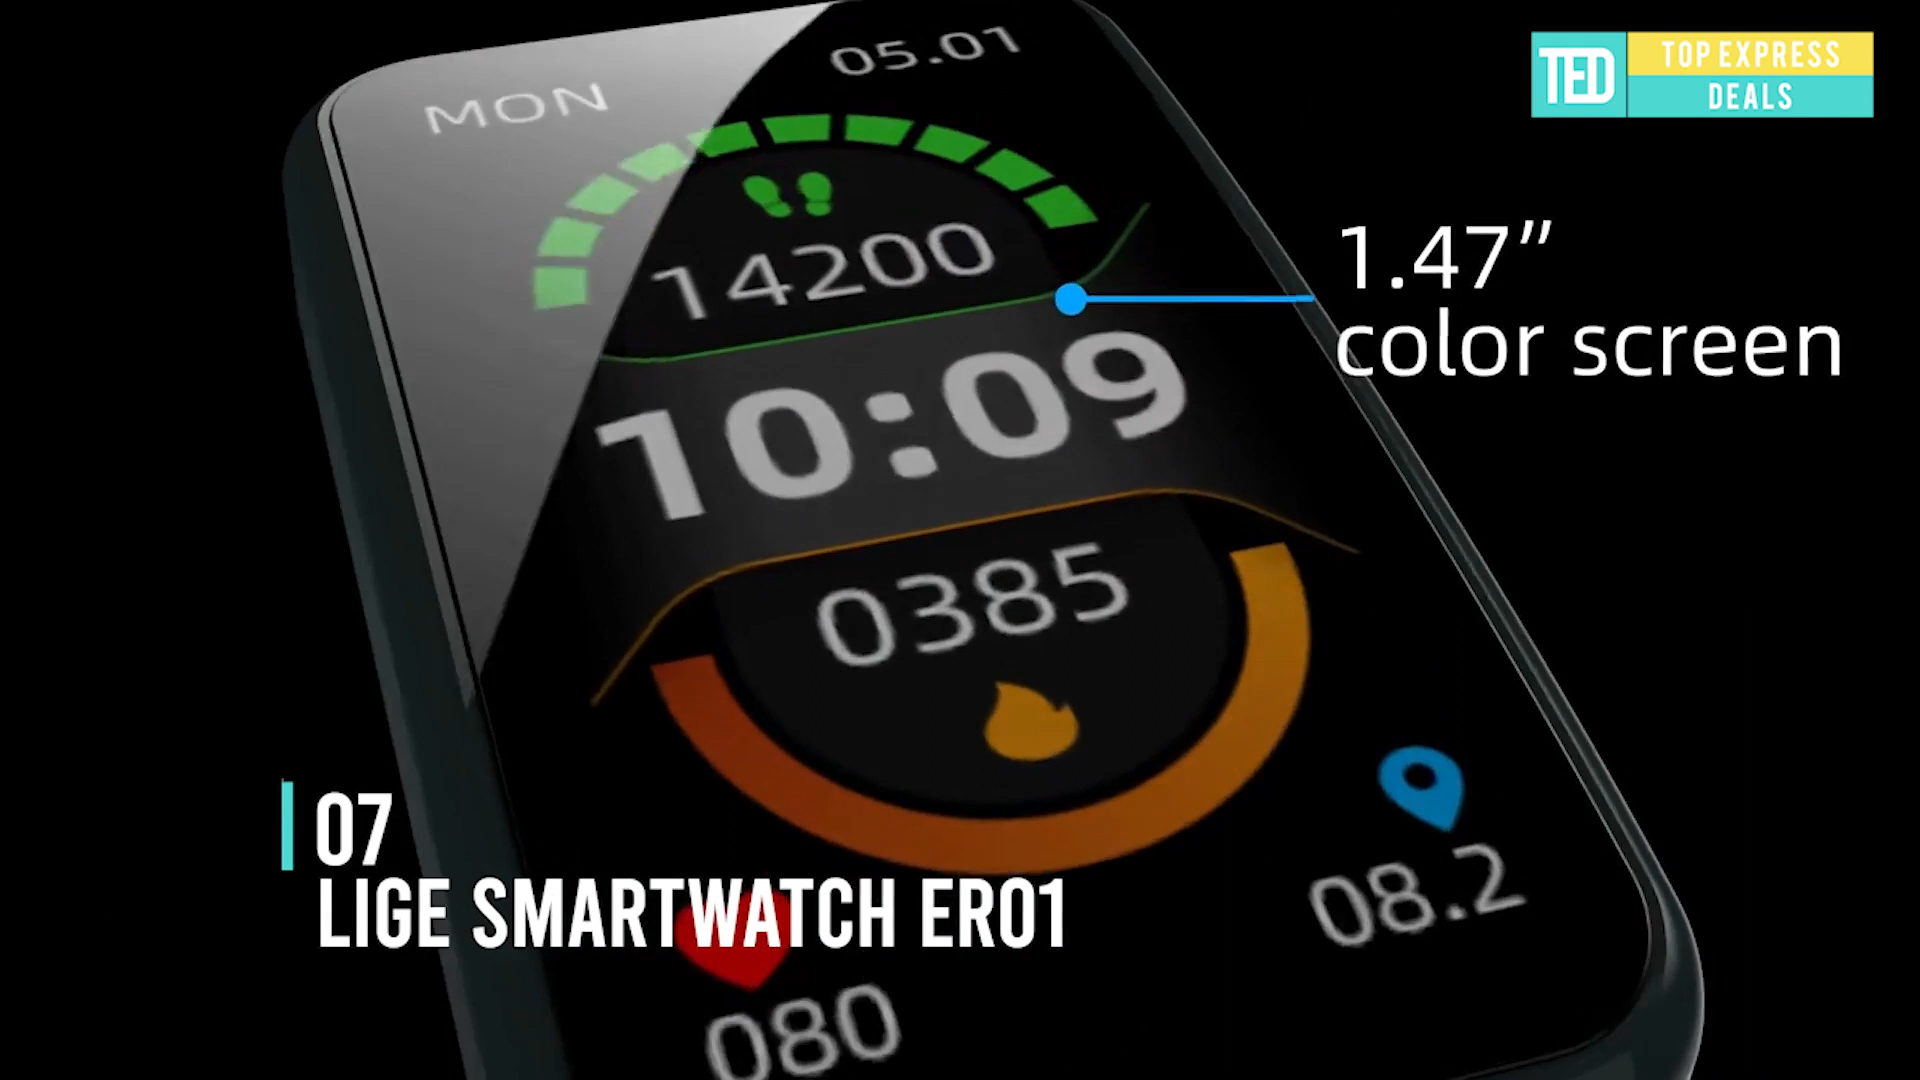 MON
05.01
TED
TOP EXPRESS
DEALS
14200
1.47"
color screen
10:09
0385
07
LIGE SMARTWATCH ER01
08.2
080